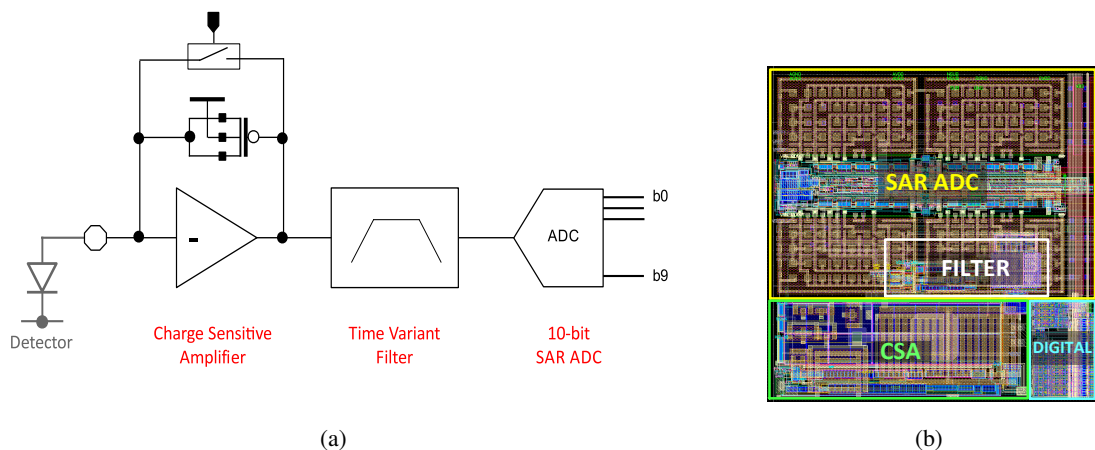 b0
ADC
b9
Detector
Charge Sensitive
Amplifier
Time Variant
Filter
10-bit
SAR ADC
(a)
SAR ADC
FILTER
CSA
DIGITAL
(b)